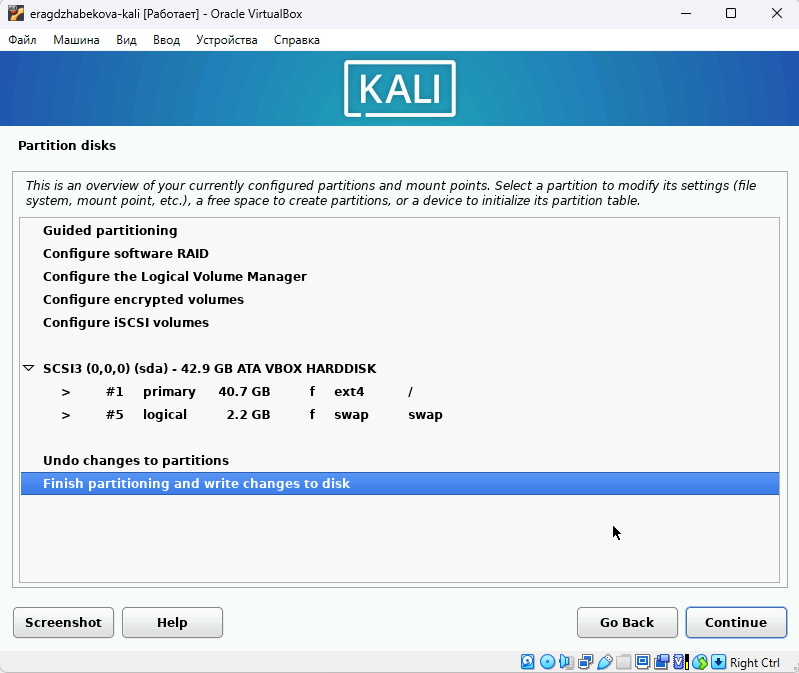 eragdzhabekova-kali [Работает] - Oracle VirtualBox
Файл Машина Вид Ввод Устройства Справка
KALI
Partition disks
This is an overview of your currently configured partitions and mount points. Select a partition to modify its settings (file
system, mount point, etc.), a free space to create partitions, or a device to initialize its partition table.
Guided partitioning
Configure software RAID
Configure the Logical Volume Manager
Configure encrypted volumes
Configure iSCSI volumes
SCSI3 (0,0,0) (sda) - 42.9 GB ATA VBOX HARDDISK
> #1 primary 40.7 GB f ext4 /
> #5 logical 2.2 GB f swap swap
Undo changes to partitions
Finish partitioning and write changes to disk
Screenshot Help Go Back Continue
Right Ctrl